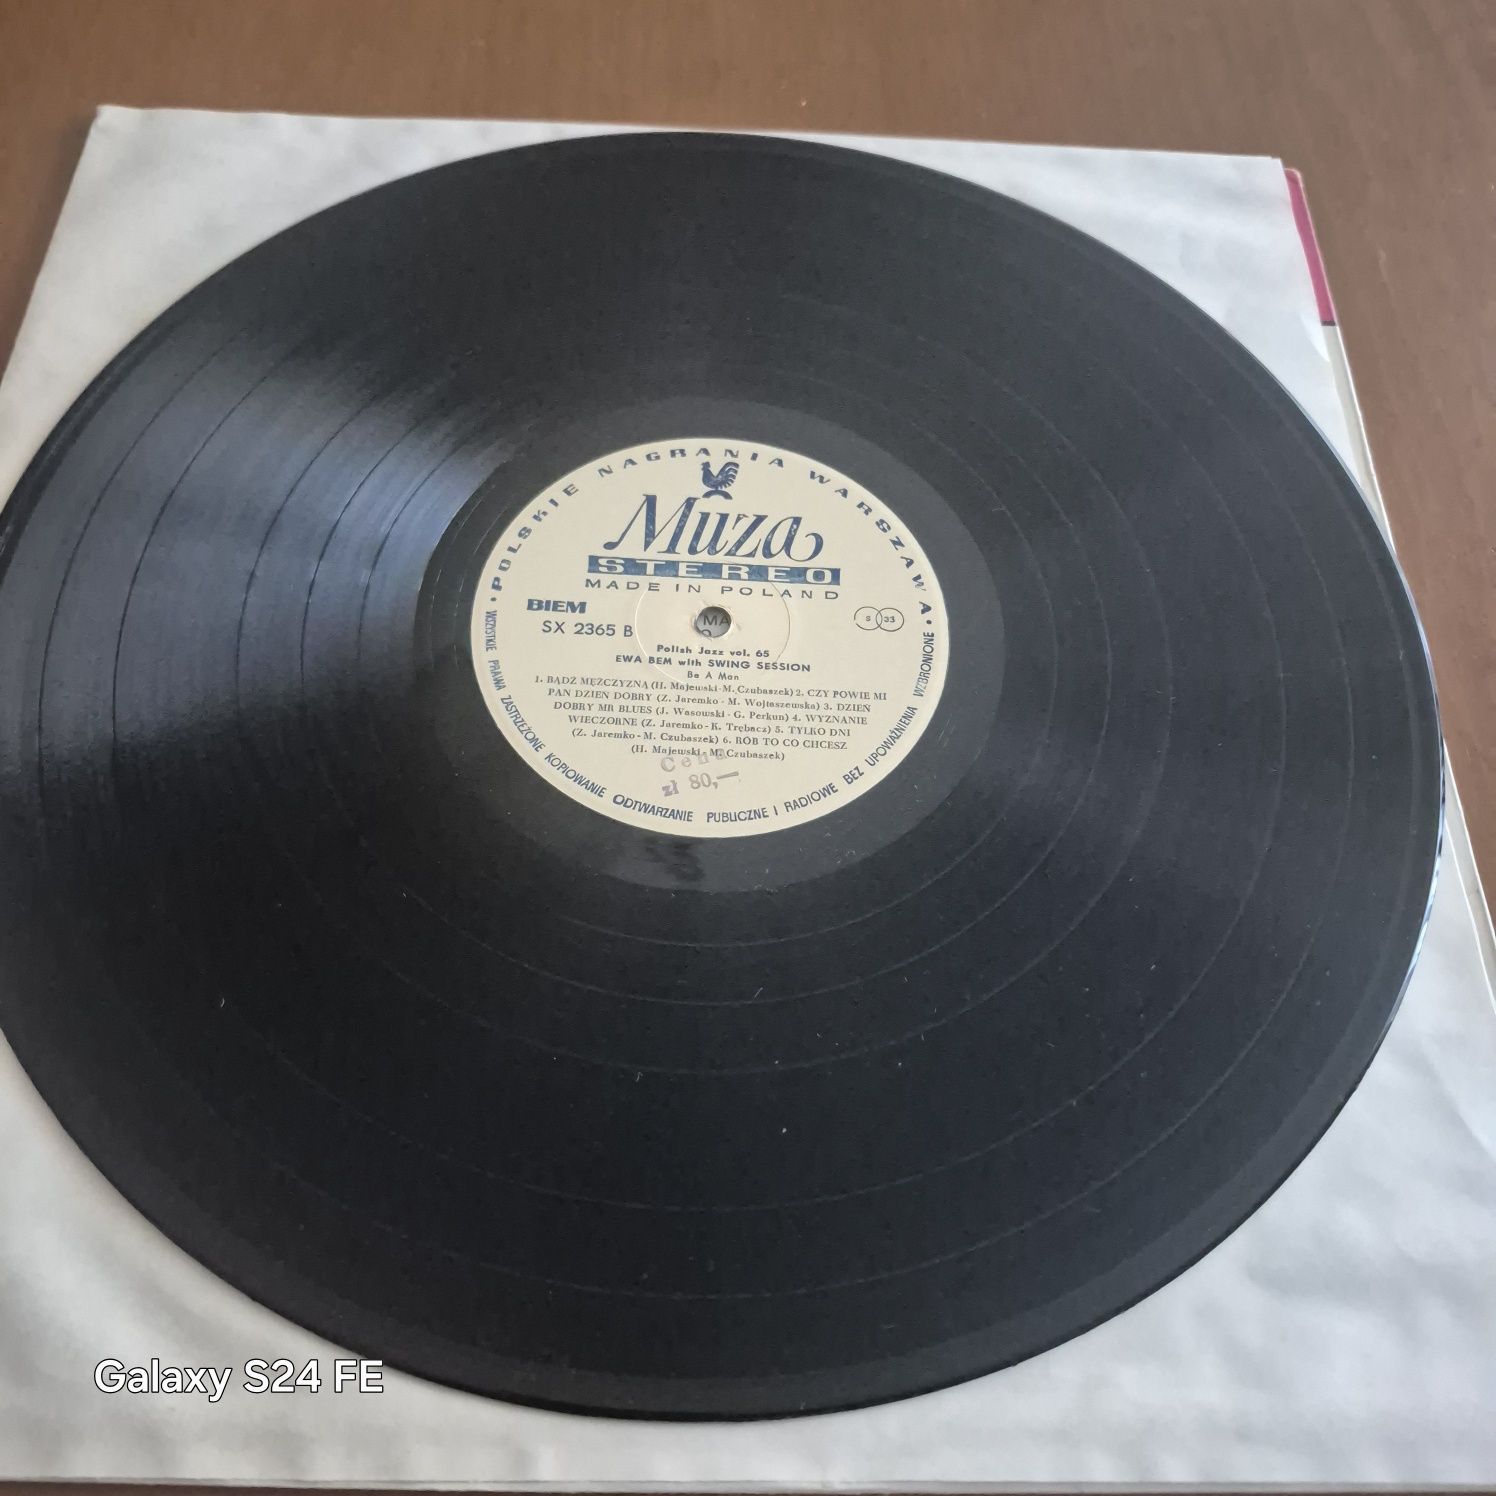 • POLSKIE NAGRANIA WARSZAWA •
Muza
STEREO
MADE IN POLAND
BIEM
SX 2365 B
S 33
MA
Polish Jazz vol. 65
EWA BEM with SWING SESSION
Be A Man
1. BĄDŹ MĘŻCZYZNĄ (H. Majewski-M. Czubaszek) 2. CZY POWIE MI
PAN DZIEŃ DOBRY (Z. Jaremko - M. Wojtaszewska) 3. DZIEŃ
DOBRY MR BLUES (J. Wasowski - G. Perkun) 4. WYZNANIE
WIECZORNE (Z. Jaremko - K. Trębacz) 5. TYLKO DNI
(Z. Jaremko - M. Czubaszek) 6. RÓB TO CO CHCESZ
(H. Majewski - M. Czubaszek)
Cena
zł 80,—
WSZYSTKIE PRAWA ZASTRZEŻONE KOPIOWANIE ODTWARZANIE PUBLICZNE I RADIOWE BEZ UPOWAŻNIENIA WZBRONIONE
Galaxy S24 FE